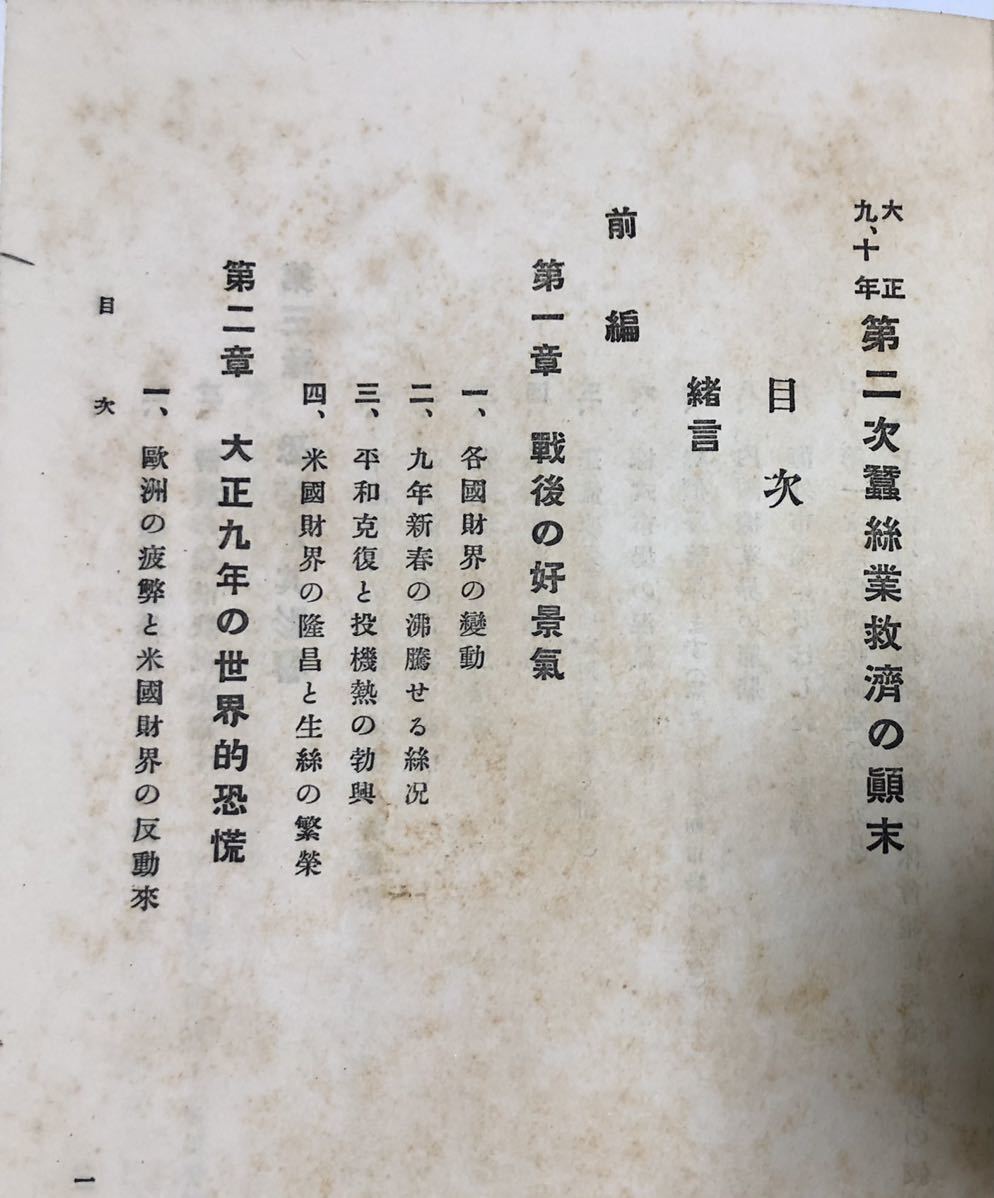 大正九、十年 第二次蠶絲業救濟の顚末
目次
緒言
前編
第一章 戰後の好景氣
一、各國財界の變動
二、九年新春の沸騰せる絲況
三、平和克復と投機熱の勃興
四、米國財界の隆昌と生絲の繁榮
第二章 大正九年の世界的恐慌
一、歐洲の疲弊と米國財界の反動來
目次
一